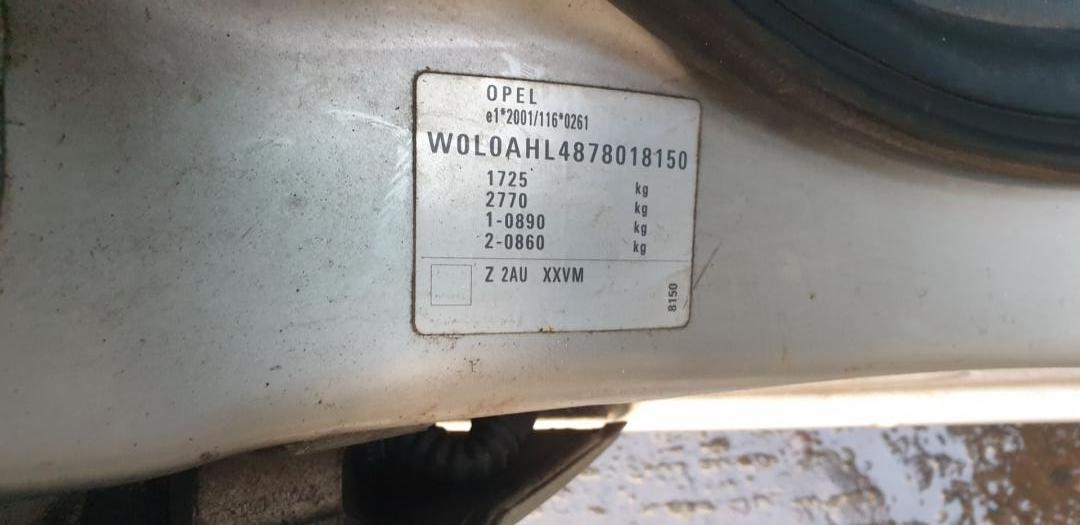 OPEL
e1*2001/116*0261
W0L0AHL4878018150
1725 kg
2770 kg
1-0890 kg
2-0860 kg
Z 2AU XXVM
8150